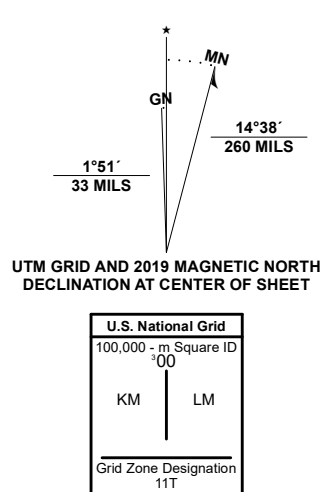 ★
MN
GN
14°38´
260 MILS
1°51´
33 MILS
UTM GRID AND 2019 MAGNETIC NORTH
DECLINATION AT CENTER OF SHEET
U.S. National Grid
100,000 - m Square ID
³00
KM LM
Grid Zone Designation
11T